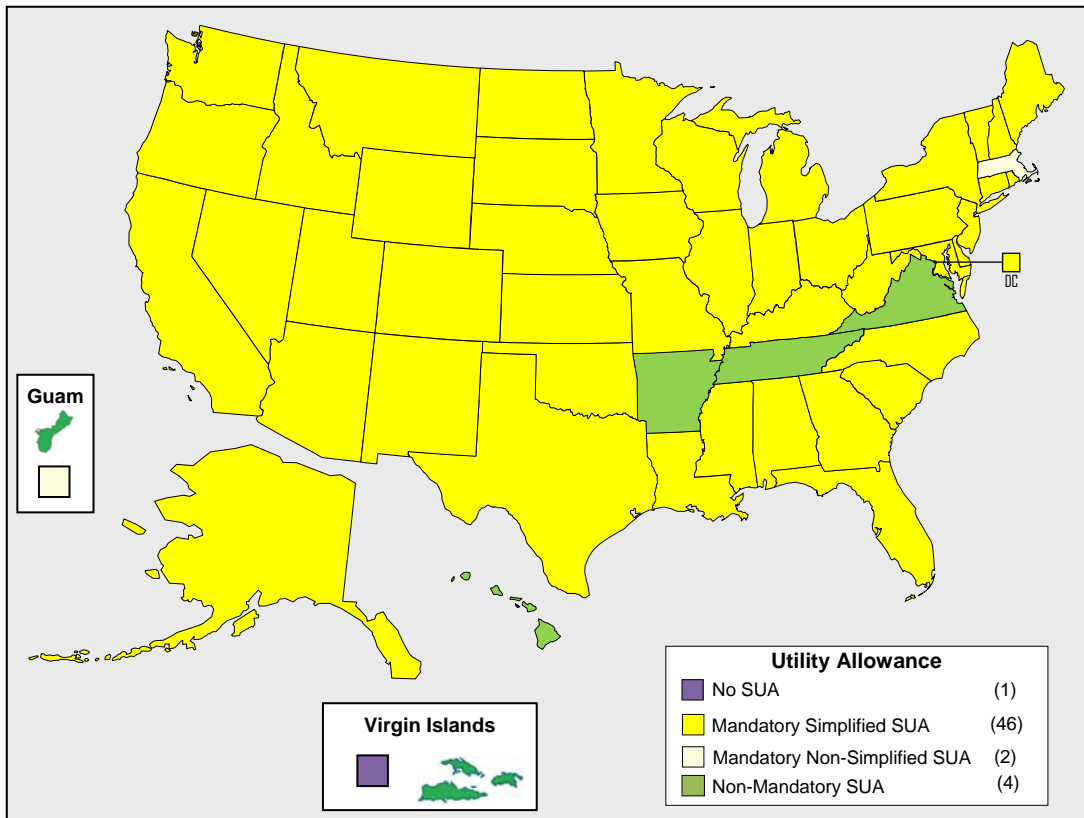 DC
Guam
Virgin Islands
Utility Allowance
No SUA (1)
Mandatory Simplified SUA (46)
Mandatory Non-Simplified SUA (2)
Non-Mandatory SUA (4)